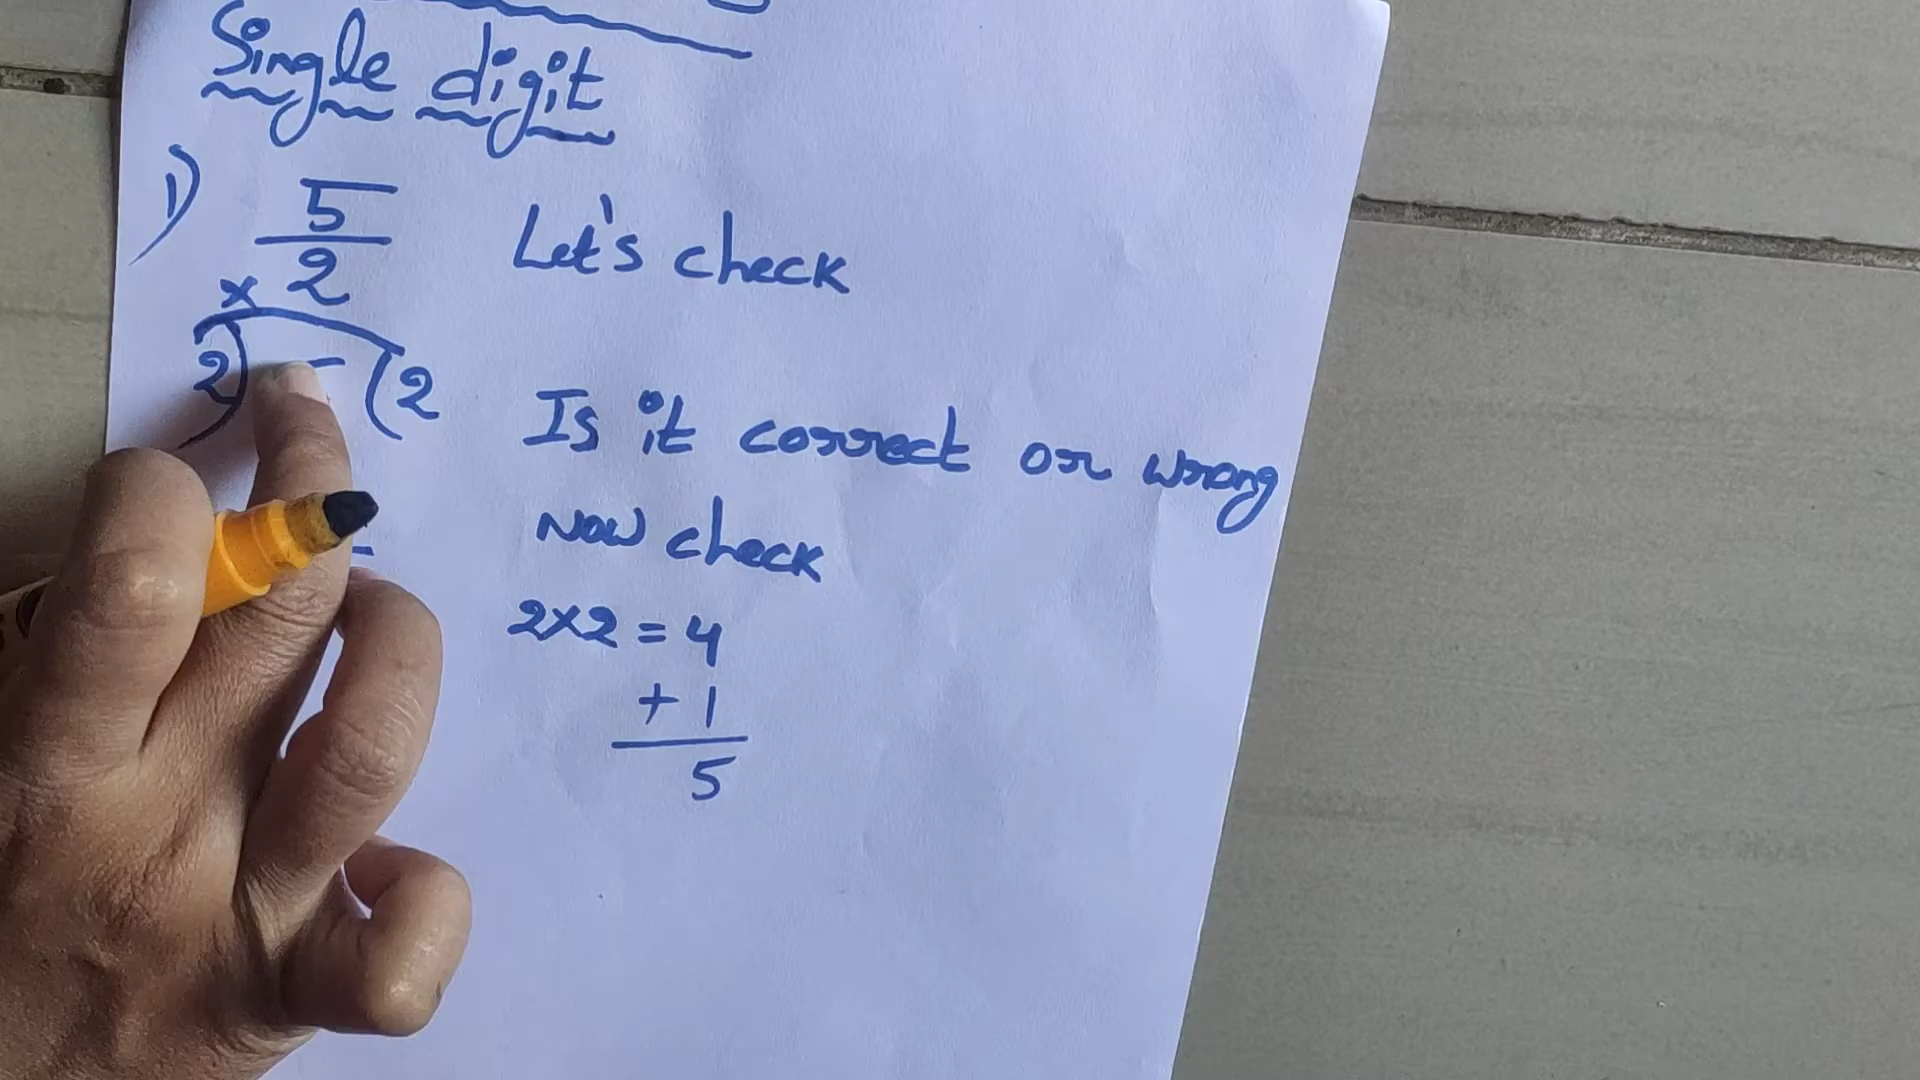 Single digit
1) 5
2
Let's check
×
2) (2
Is it correct or wrong
Now check
2×2 = 4
+ 1
5